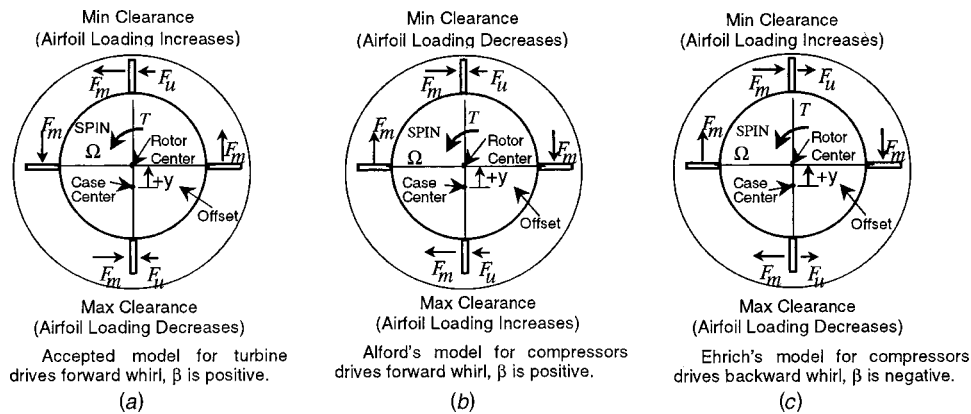 Min Clearance
(Airfoil Loading Increases)
F_m F_u
F_m SPIN T F_m
Ω Rotor
Center
Case
Center +y
Offset
F_m F_u
Max Clearance
(Airfoil Loading Decreases)
Accepted model for turbine
drives forward whirl, β is positive.
(a)
Min Clearance
(Airfoil Loading Decreases)
F_m F_u
F_m SPIN T F_m
Ω Rotor
Center
Case
Center +y
Offset
F_m F_u
Max Clearance
(Airfoil Loading Increases)
Alford's model for compressors
drives forward whirl, β is positive.
(b)
Min Clearance
(Airfoil Loading Increases)
F_m F_u
F_m SPIN T F_m
Ω Rotor
Center
Case
Center +y
Offset
F_m F_u
Max Clearance
(Airfoil Loading Decreases)
Ehrich's model for compressors
drives backward whirl, β is negative.
(c)